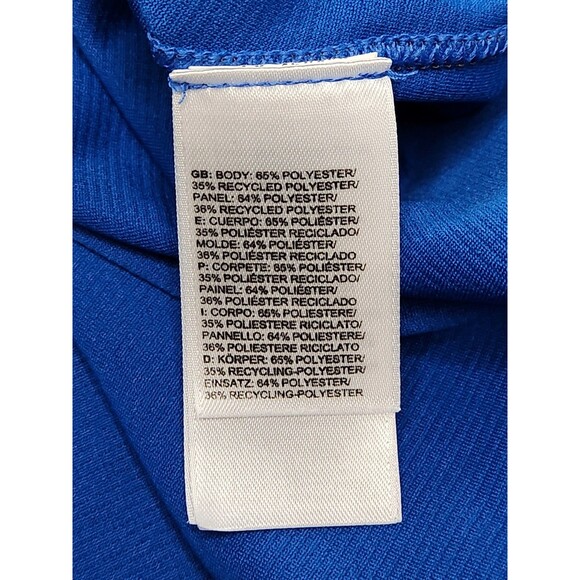 GB: BODY: 65% POLYESTER/
35% RECYCLED POLYESTER/
PANEL: 64% POLYESTER/
36% RECYCLED POLYESTER
E: CUERPO: 65% POLIÉSTER/
35% POLIÉSTER RECICLADO/
MOLDE: 64% POLIÉSTER/
36% POLIÉSTER RECICLADO
P: CORPETE: 65% POLIÉSTER/
35% POLIÉSTER RECICLADO/
PAINEL: 64% POLIÉSTER/
36% POLIÉSTER RECICLADO
I: CORPO: 65% POLIESTERE/
35% POLIESTERE RICICLATO/
PANNELLO: 64% POLIESTERE/
36% POLIESTERE RICICLATO
D: KÖRPER: 65% POLYESTER/
35% RECYCLING-POLYESTER/
EINSATZ: 64% POLYESTER/
36% RECYCLING-POLYESTER